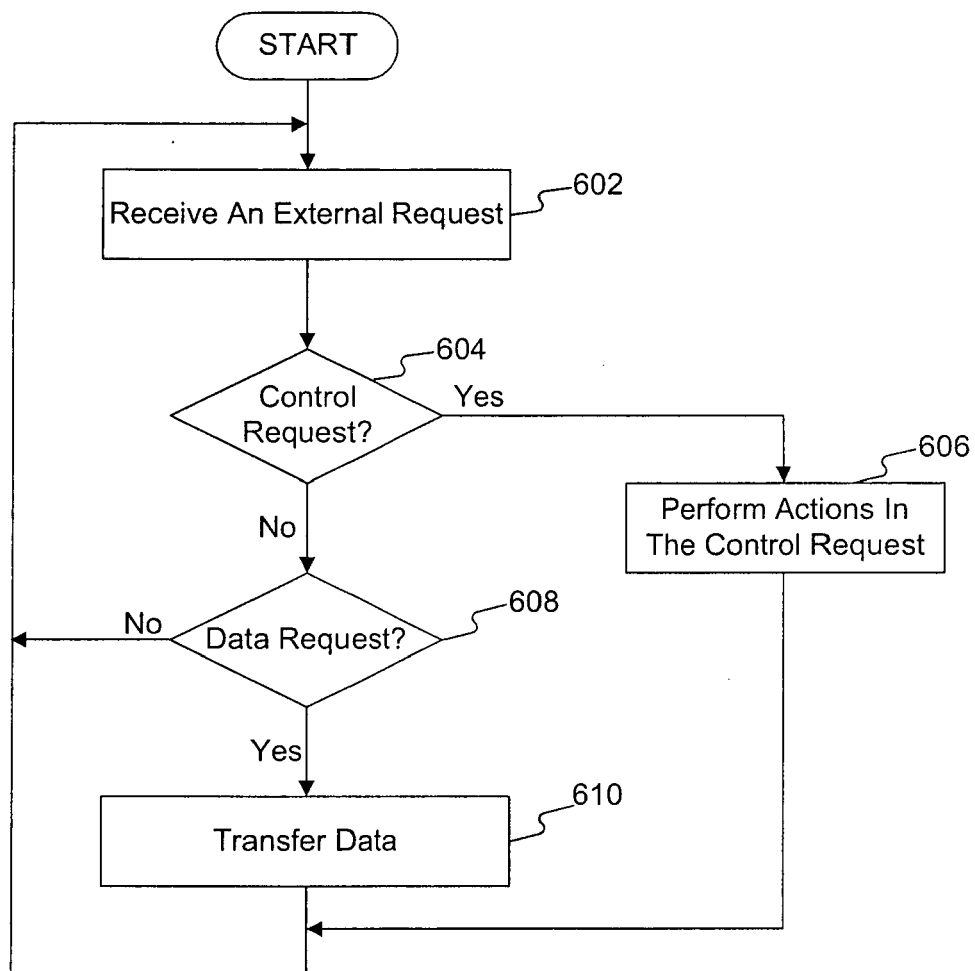 START
Receive An External Request
602
604
Control
Request?
Yes
606
Perform Actions In
The Control Request
No
608
No
Data Request?
Yes
610
Transfer Data